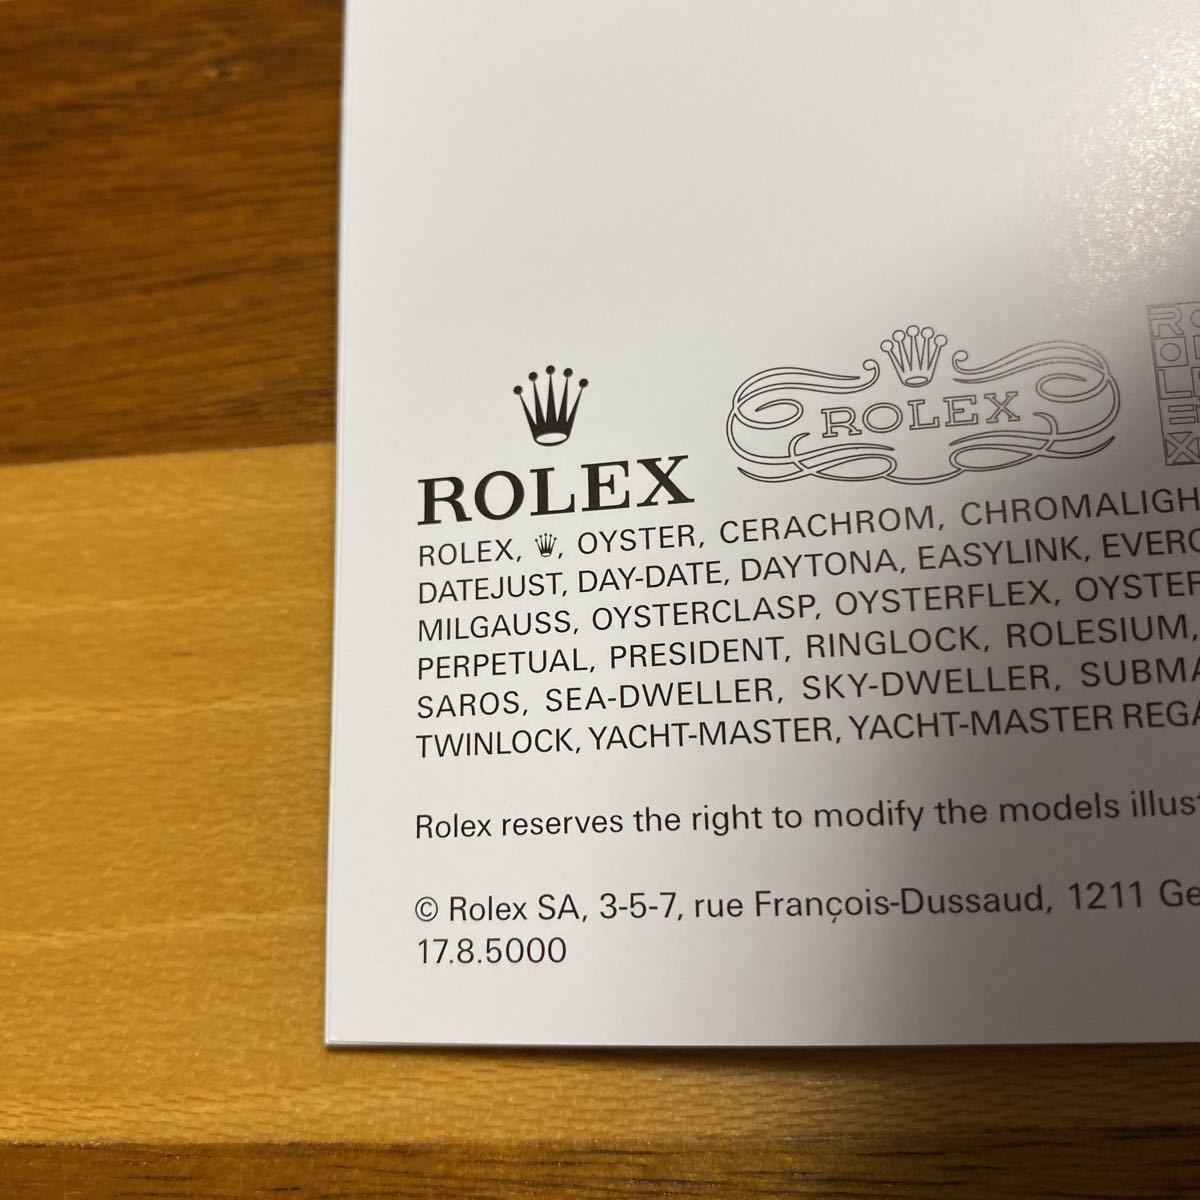 ROLEX
ROLEX
ROLEX
ROLEX, OYSTER, CERACHROM, CHROMALIGH
DATEJUST, DAY-DATE, DAYTONA, EASYLINK, EVERO
MILGAUSS, OYSTERCLASP, OYSTERFLEX, OYSTER
PERPETUAL, PRESIDENT, RINGLOCK, ROLESIUM,
SAROS, SEA-DWELLER, SKY-DWELLER, SUBMA
TWINLOCK, YACHT-MASTER, YACHT-MASTER REGA
Rolex reserves the right to modify the models illust
© Rolex SA, 3-5-7, rue François-Dussaud, 1211 Ge
17.8.5000